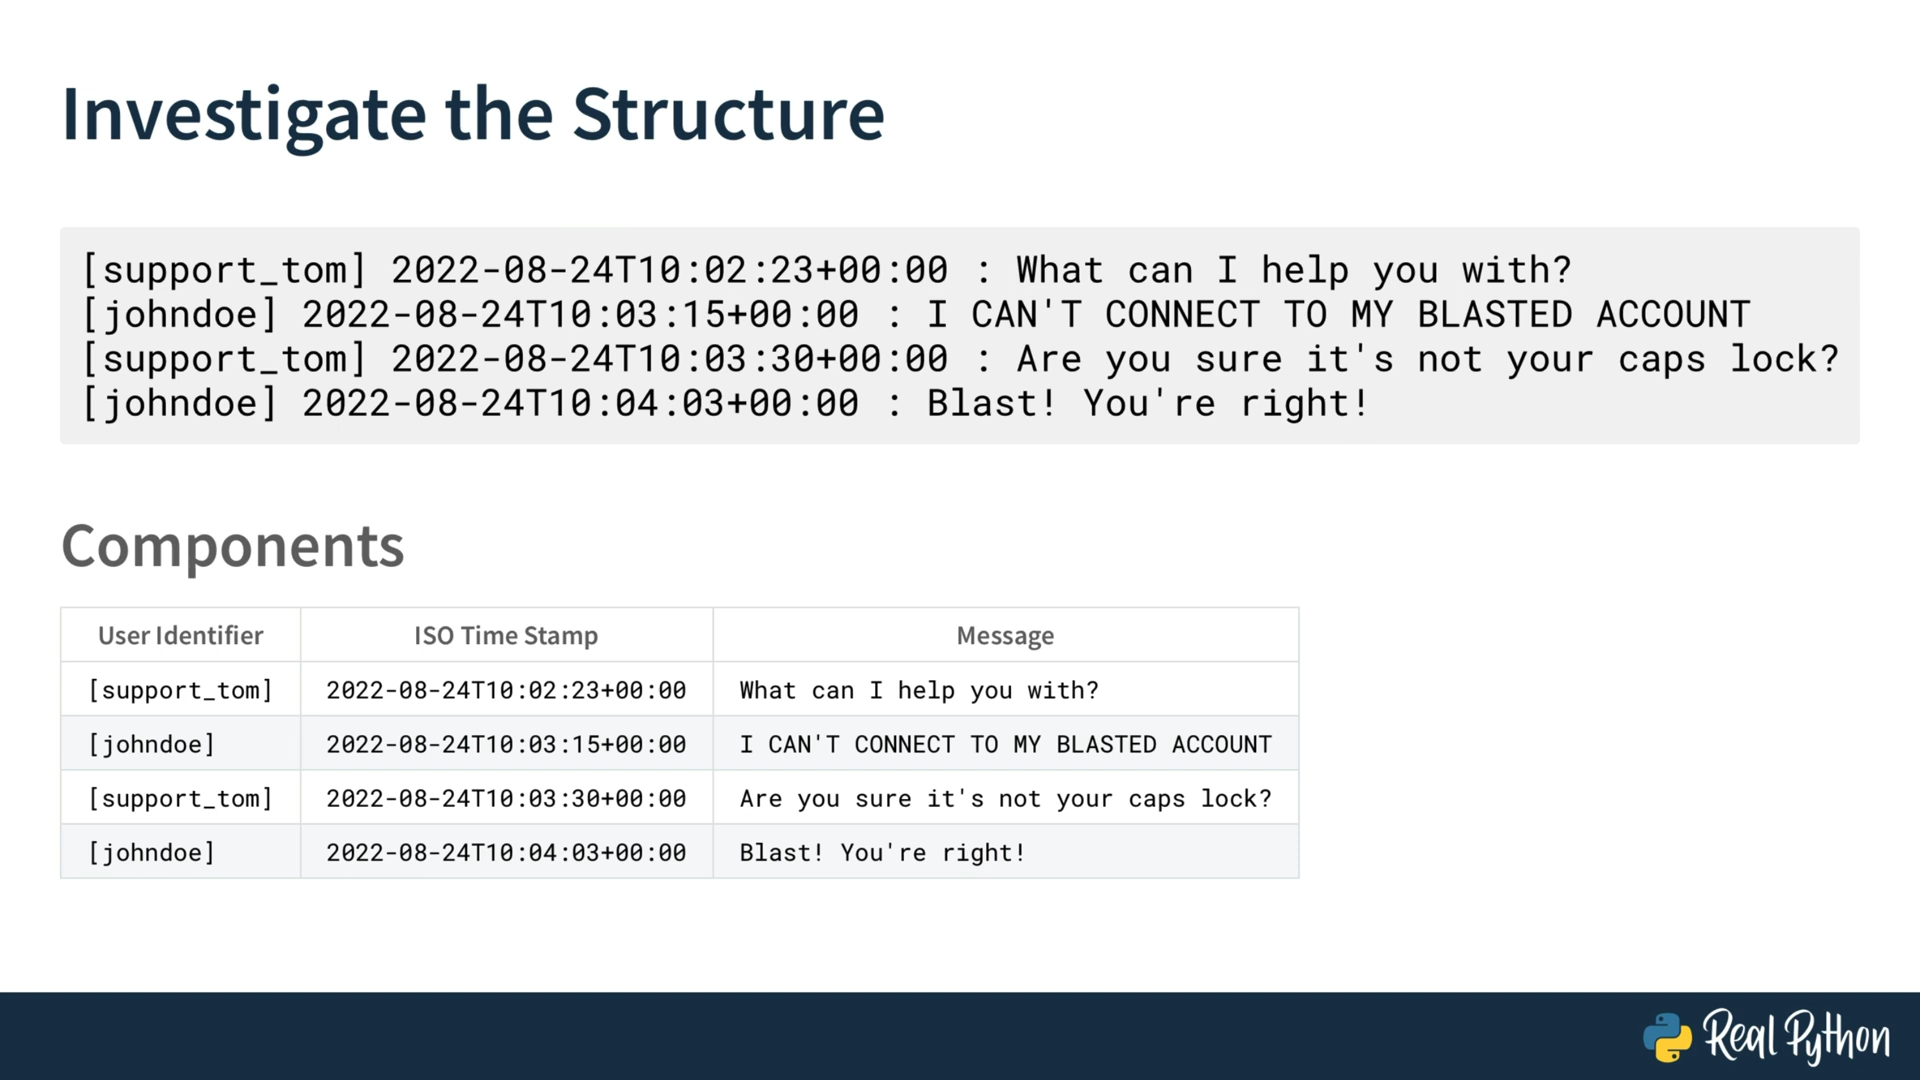 Investigate the Structure
[support_tom] 2022-08-24T10:02:23+00:00 : What can I help you with?
[johndoe] 2022-08-24T10:03:15+00:00 : I CAN'T CONNECT TO MY BLASTED ACCOUNT
[support_tom] 2022-08-24T10:03:30+00:00 : Are you sure it's not your caps lock?
[johndoe] 2022-08-24T10:04:03+00:00 : Blast! You're right!
Components
User Identifier ISO Time Stamp Message
[support_tom] 2022-08-24T10:02:23+00:00 What can I help you with?
[johndoe] 2022-08-24T10:03:15+00:00 I CAN'T CONNECT TO MY BLASTED ACCOUNT
[support_tom] 2022-08-24T10:03:30+00:00 Are you sure it's not your caps lock?
[johndoe] 2022-08-24T10:04:03+00:00 Blast! You're right!
Real Python